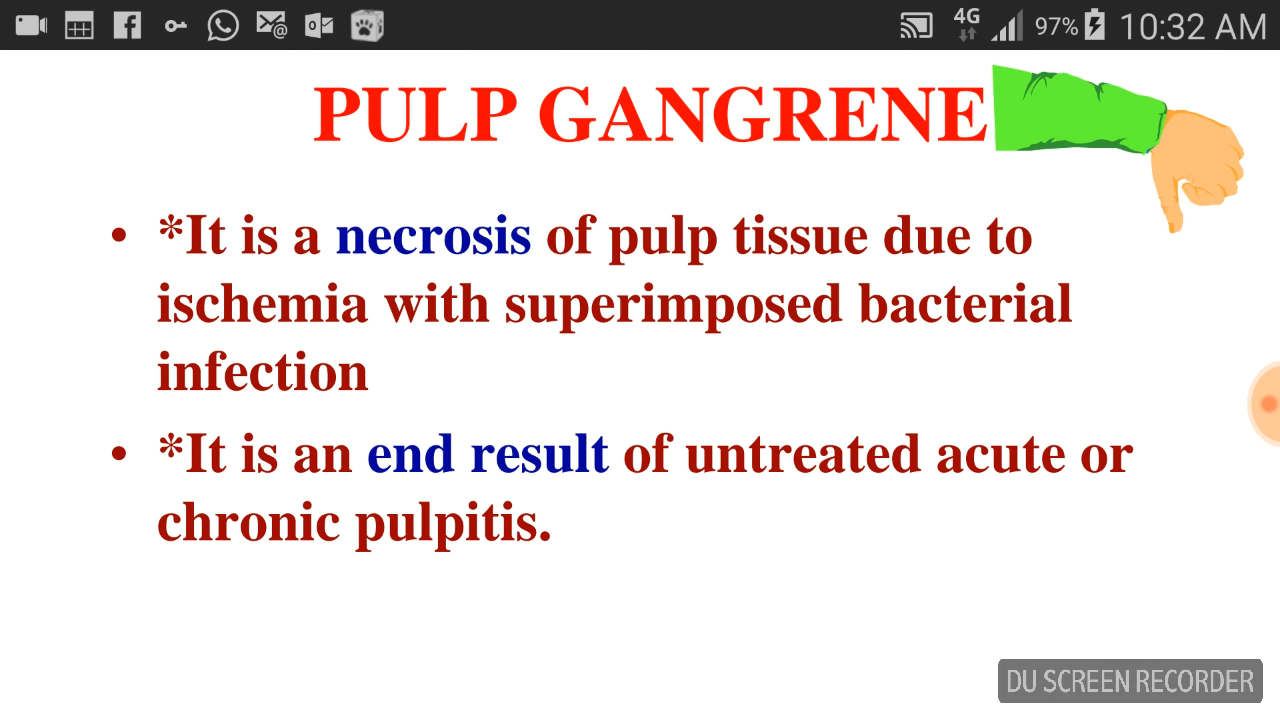 4G 97% 10:32 AM
PULP GANGRENE
• *It is a necrosis of pulp tissue due to
ischemia with superimposed bacterial
infection
• *It is an end result of untreated acute or
chronic pulpitis.
DU SCREEN RECORDER